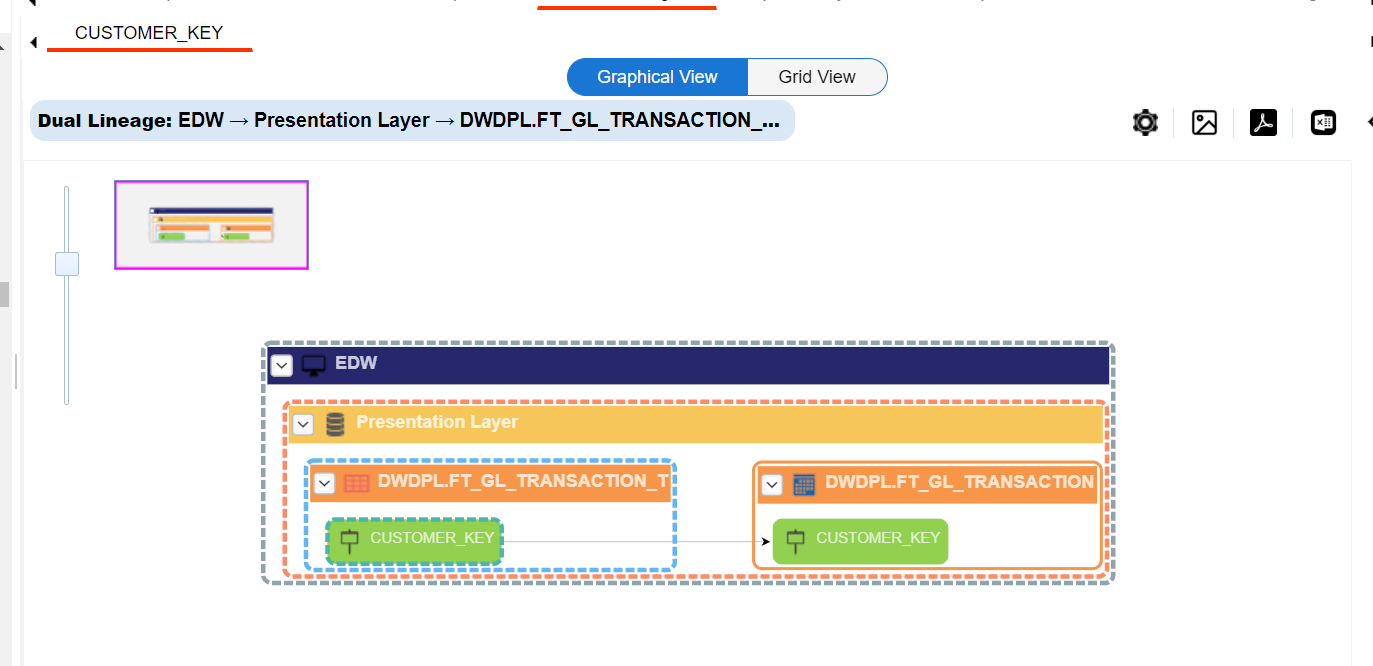 CUSTOMER_KEY
Graphical View
Grid View
Dual Lineage: EDW → Presentation Layer → DWDPL.FT_GL_TRANSACTION_...
EDW
Presentation Layer
DWDPL.FT_GL_TRANSACTION_T
DWDPL.FT_GL_TRANSACTION
CUSTOMER_KEY
CUSTOMER_KEY